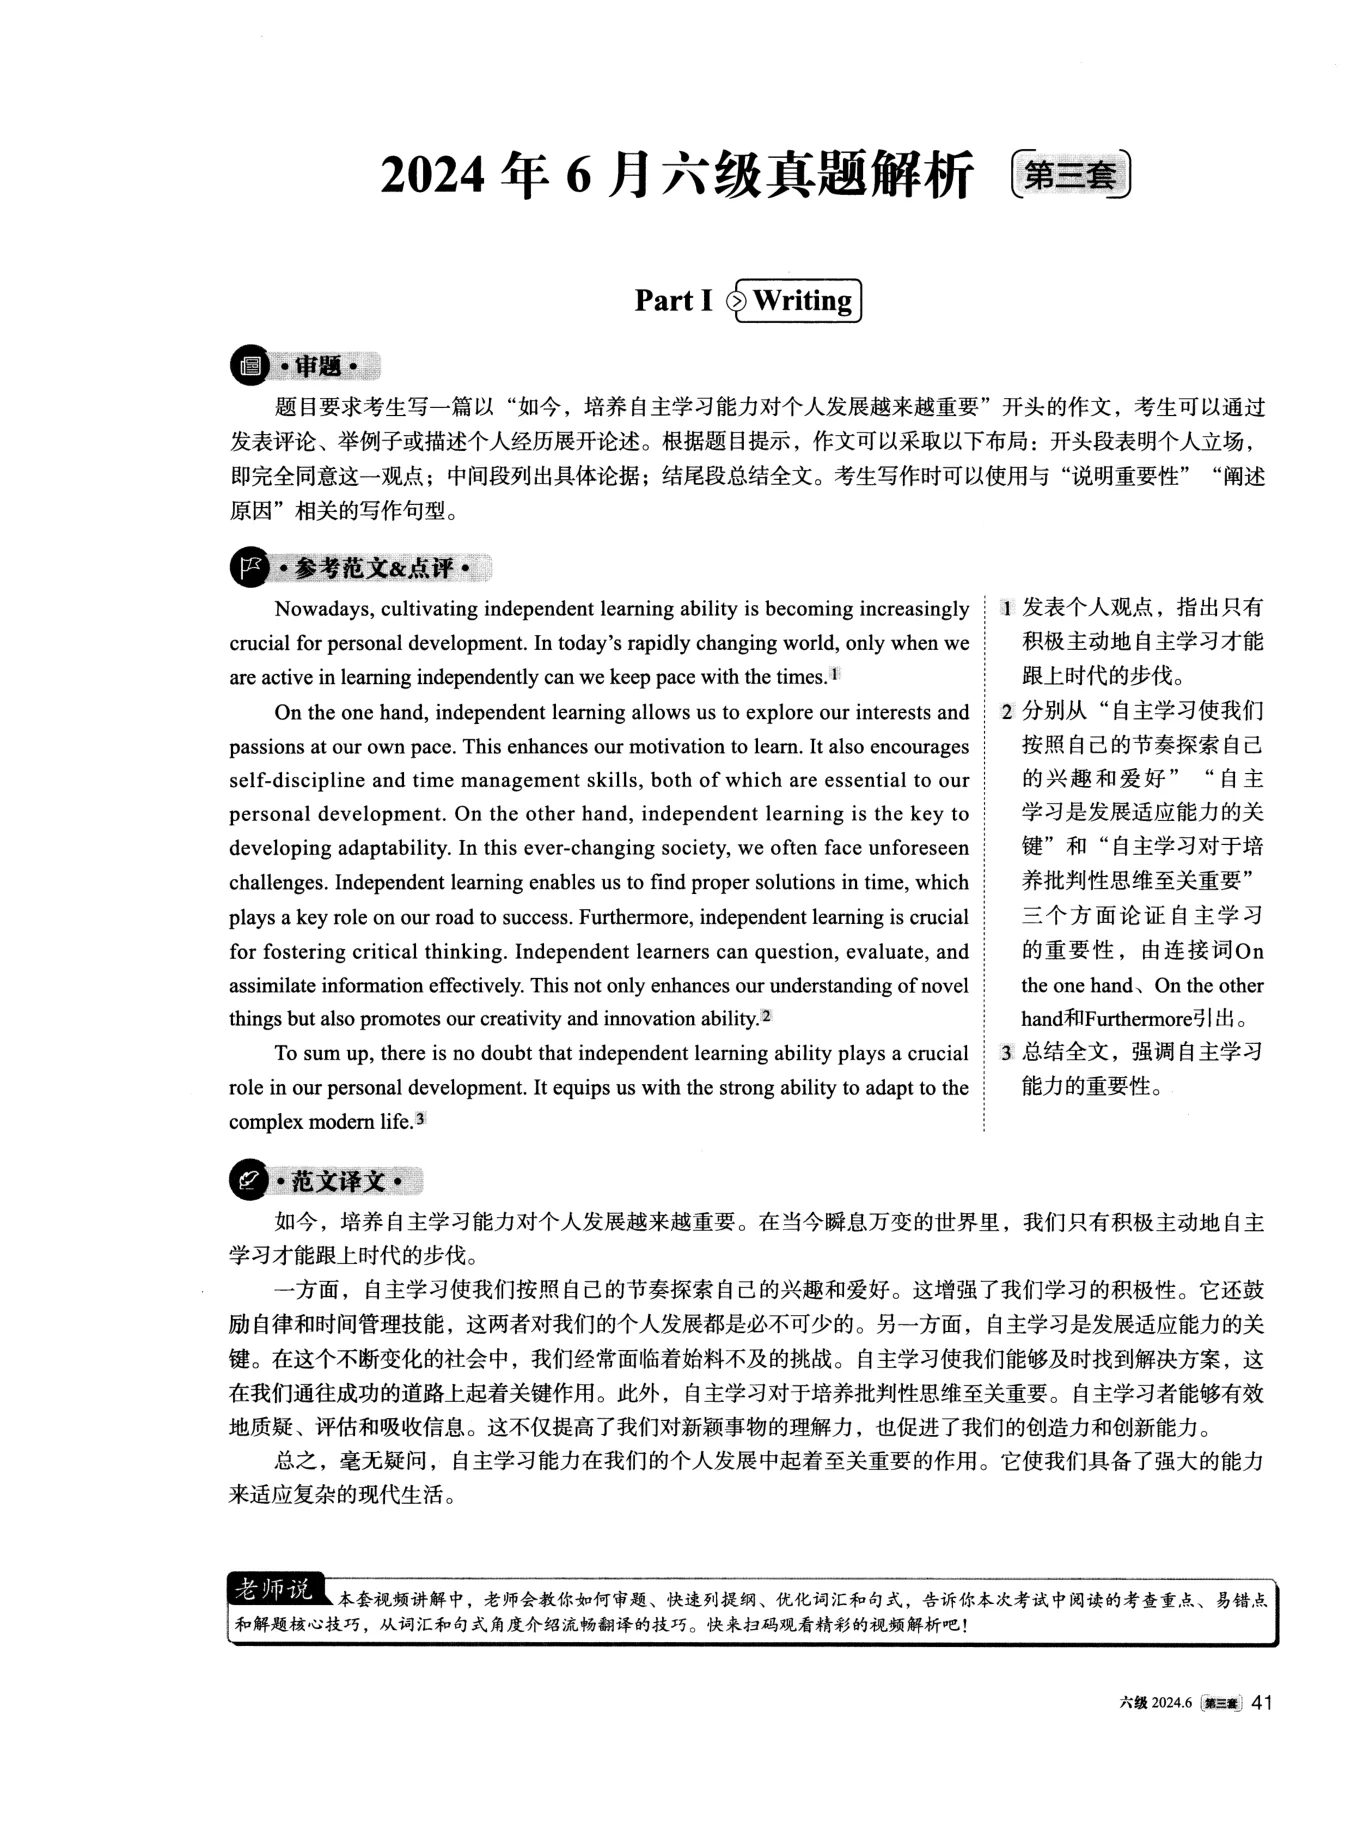 2024年6月六级真题解析 第三套
Part I Writing
·审题·
题目要求考生写一篇以“如今，培养自主学习能力对个人发展越来越重要”开头的作文，考生可以通过
发表评论、举例子或描述个人经历展开论述。根据题目提示，作文可以采取以下布局：开头段表明个人立场，
即完全同意这一观点；中间段列出具体论据；结尾段总结全文。考生写作时可以使用与“说明重要性”“阐述
原因”相关的写作句型。
·参考范文&点评·
Nowadays, cultivating independent learning ability is becoming increasingly
crucial for personal development. In today’s rapidly changing world, only when we
are active in learning independently can we keep pace with the times.1
On the one hand, independent learning allows us to explore our interests and
passions at our own pace. This enhances our motivation to learn. It also encourages
self-discipline and time management skills, both of which are essential to our
personal development. On the other hand, independent learning is the key to
developing adaptability. In this ever-changing society, we often face unforeseen
challenges. Independent learning enables us to find proper solutions in time, which
plays a key role on our road to success. Furthermore, independent learning is crucial
for fostering critical thinking. Independent learners can question, evaluate, and
assimilate information effectively. This not only enhances our understanding of novel
things but also promotes our creativity and innovation ability.2
To sum up, there is no doubt that independent learning ability plays a crucial
role in our personal development. It equips us with the strong ability to adapt to the
complex modern life.3
1 发表个人观点，指出只有
积极主动地自主学习才能
跟上时代的步伐。
2 分别从“自主学习使我们
按照自己的节奏探索自己
的兴趣和爱好”“自主
学习是发展适应能力的关
键”和“自主学习对于培
养批判性思维至关重要”
三个方面论证自主学习
的重要性，由连接词On
the one hand、On the other
hand和Furthermore引出。
3 总结全文，强调自主学习
能力的重要性。
·范文译文·
如今，培养自主学习能力对个人发展越来越重要。在当今瞬息万变的世界里，我们只有积极主动地自主
学习才能跟上时代的步伐。
一方面，自主学习使我们按照自己的节奏探索自己的兴趣和爱好。这增强了我们学习的积极性。它还鼓
励自律和时间管理技能，这两者对我们的个人发展都是必不可少的。另一方面，自主学习是发展适应能力的关
键。在这个不断变化的社会中，我们经常面临着始料不及的挑战。自主学习使我们能够及时找到解决方案，这
在我们通往成功的道路上起着关键作用。此外，自主学习对于培养批判性思维至关重要。自主学习者能够有效
地质疑、评估和吸收信息。这不仅提高了我们对新颖事物的理解力，也促进了我们的创造力和创新能力。
总之，毫无疑问，自主学习能力在我们的个人发展中起着至关重要的作用。它使我们具备了强大的能力
来适应复杂的现代生活。
老师说 本套视频讲解中，老师会教你如何审题、快速列提纲、优化词汇和句式，告诉你本次考试中阅读的考查重点、易错点
和解题核心技巧，从词汇和句式角度介绍流畅翻译的技巧。快来扫码观看精彩的视频解析吧！
六级 2024.6 第三套 41